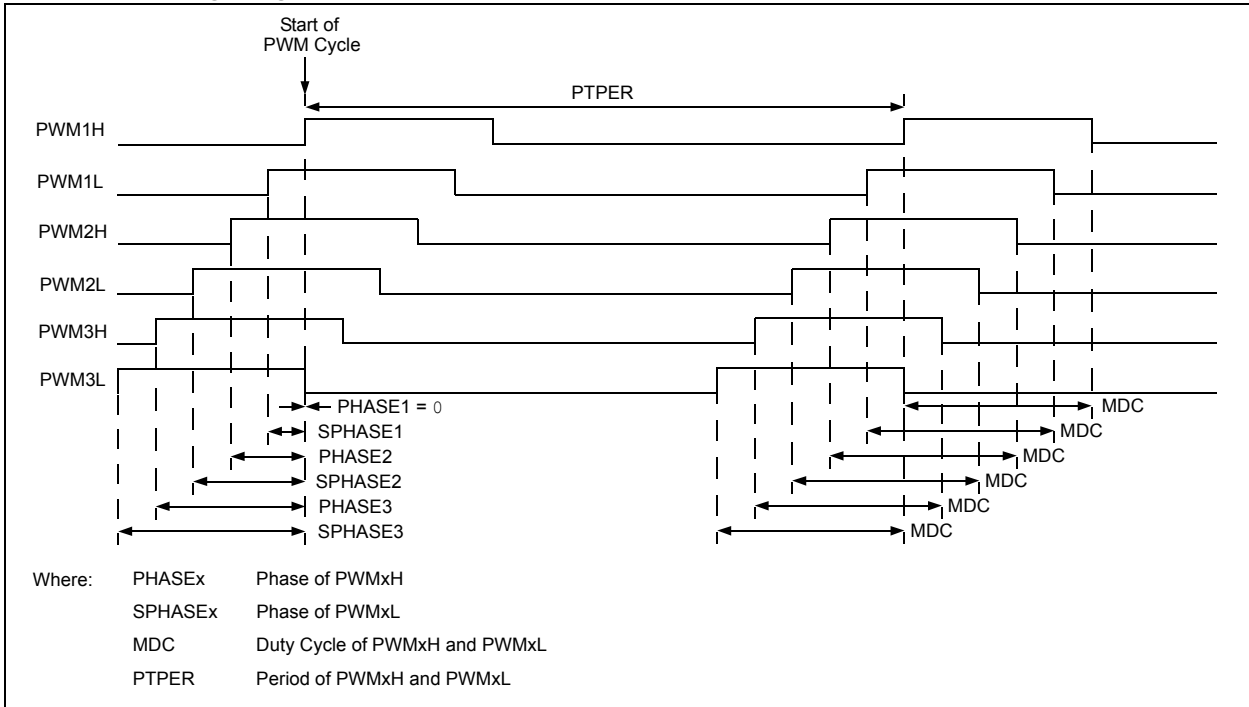 Start of
PWM Cycle
PTPER
PWM1H
PWM1L
PWM2H
PWM2L
PWM3H
PWM3L
PHASE1 = 0
MDC
SPHASE1
MDC
PHASE2
MDC
SPHASE2
MDC
PHASE3
MDC
SPHASE3
MDC
Where: PHASEx Phase of PWMxH
SPHASEx Phase of PWMxL
MDC Duty Cycle of PWMxH and PWMxL
PTPER Period of PWMxH and PWMxL